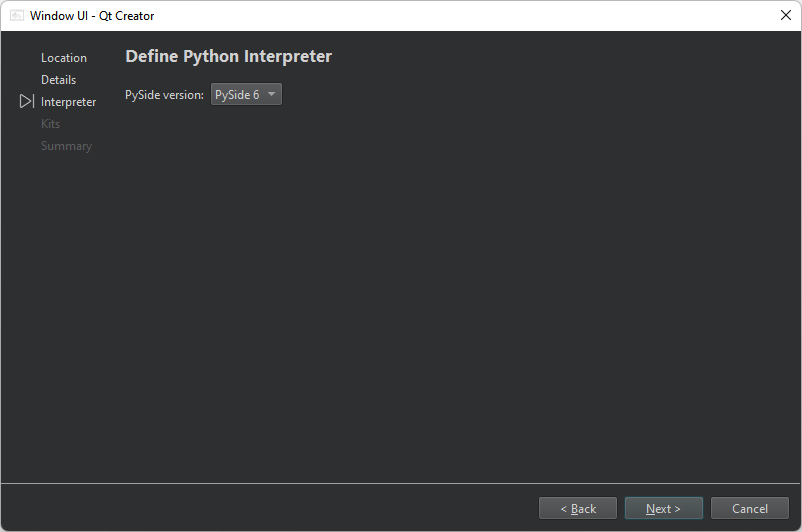 Window UI - Qt Creator
Location
Details
Interpreter
Kits
Summary
Define Python Interpreter
PySide version: PySide 6
< Back Next > Cancel